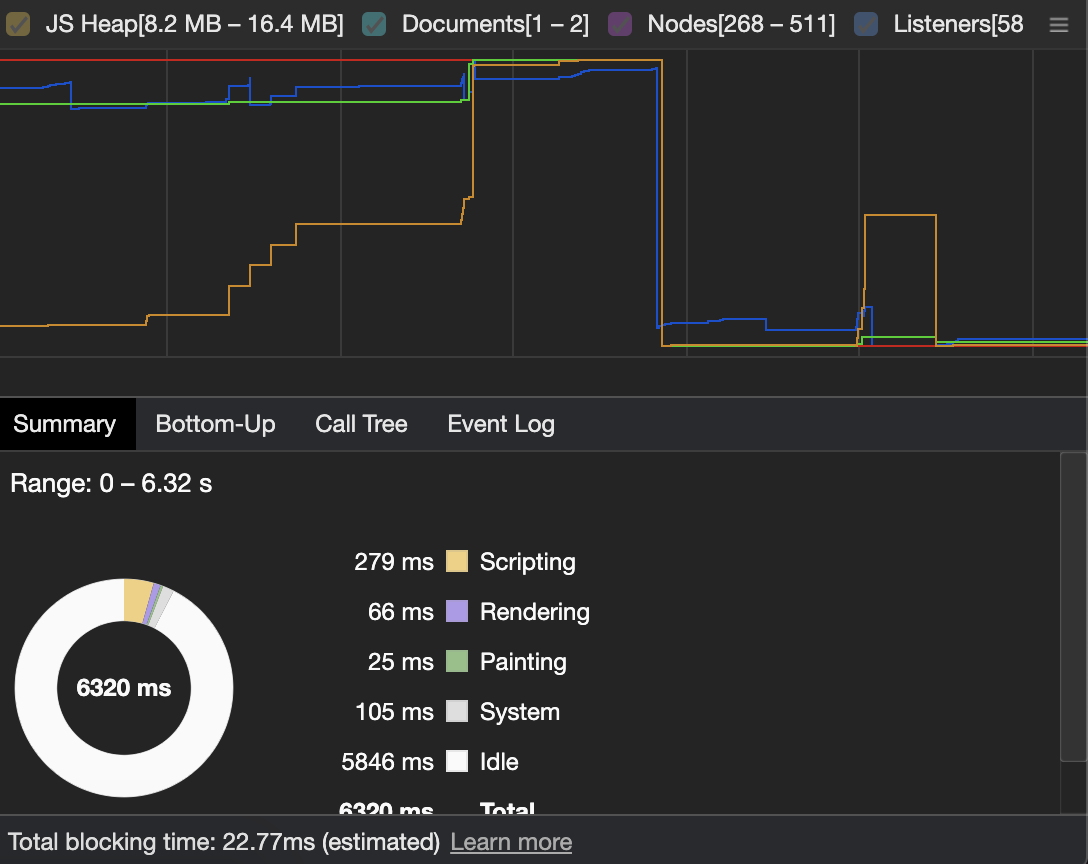 JS Heap[8.2 MB – 16.4 MB] Documents[1 – 2] Nodes[268 – 511] Listeners[58
Summary Bottom-Up Call Tree Event Log
Range: 0 – 6.32 s
279 ms Scripting
66 ms Rendering
25 ms Painting
6320 ms
105 ms System
5846 ms Idle
6320 ms Total
Total blocking time: 22.77ms (estimated) Learn more